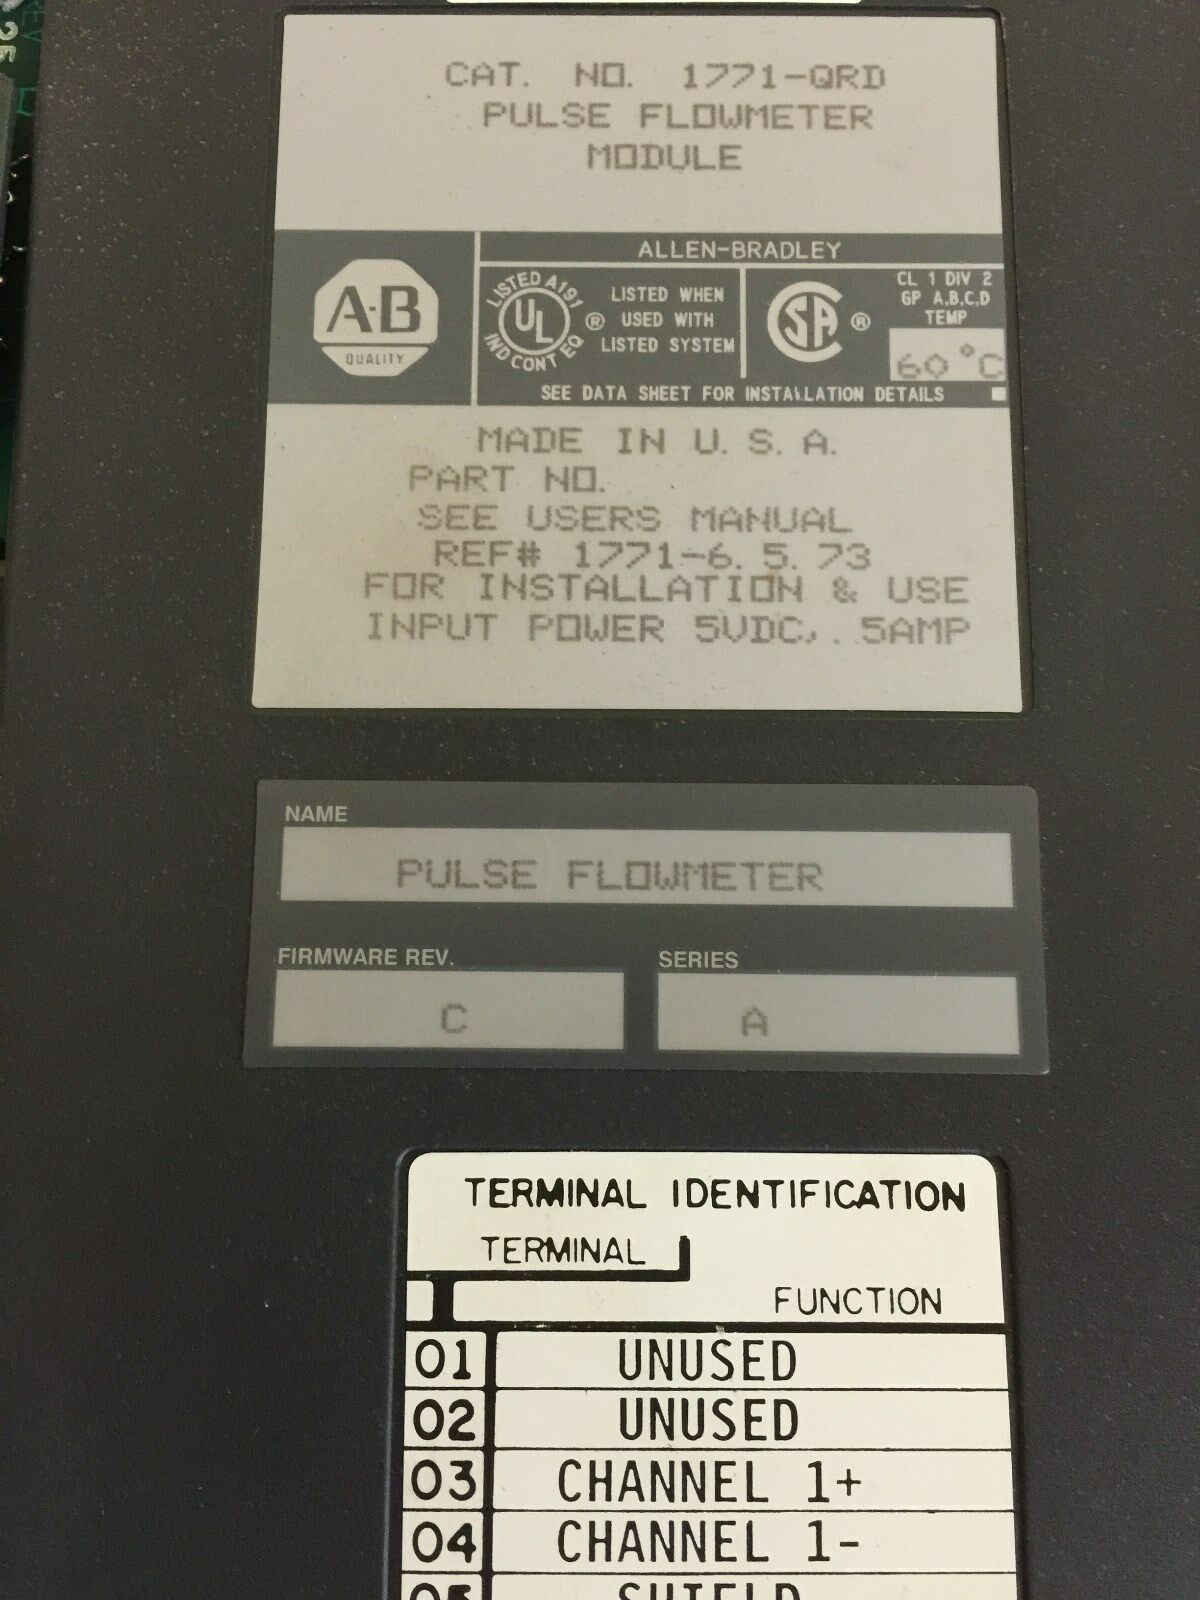 CAT. NO. 1771-QRD
PULSE FLOWMETER
MODULE
ALLEN-BRADLEY
A-B
QUALITY
LISTED A191
UL
IND CONT EQ
®
LISTED WHEN
USED WITH
LISTED SYSTEM
SA
®
CL 1 DIV 2
GP A,B,C,D
TEMP
60°C
SEE DATA SHEET FOR INSTALLATION DETAILS
MADE IN U.S.A.
PART NO.
SEE USERS MANUAL
REF# 1771-6.5.73
FOR INSTALLATION & USE
INPUT POWER 5VDC, .5AMP
NAME
PULSE FLOWMETER
FIRMWARE REV.
C
SERIES
A
TERMINAL IDENTIFICATION
TERMINAL
FUNCTION
01 UNUSED
02 UNUSED
03 CHANNEL 1+
04 CHANNEL 1-
05 SHIELD